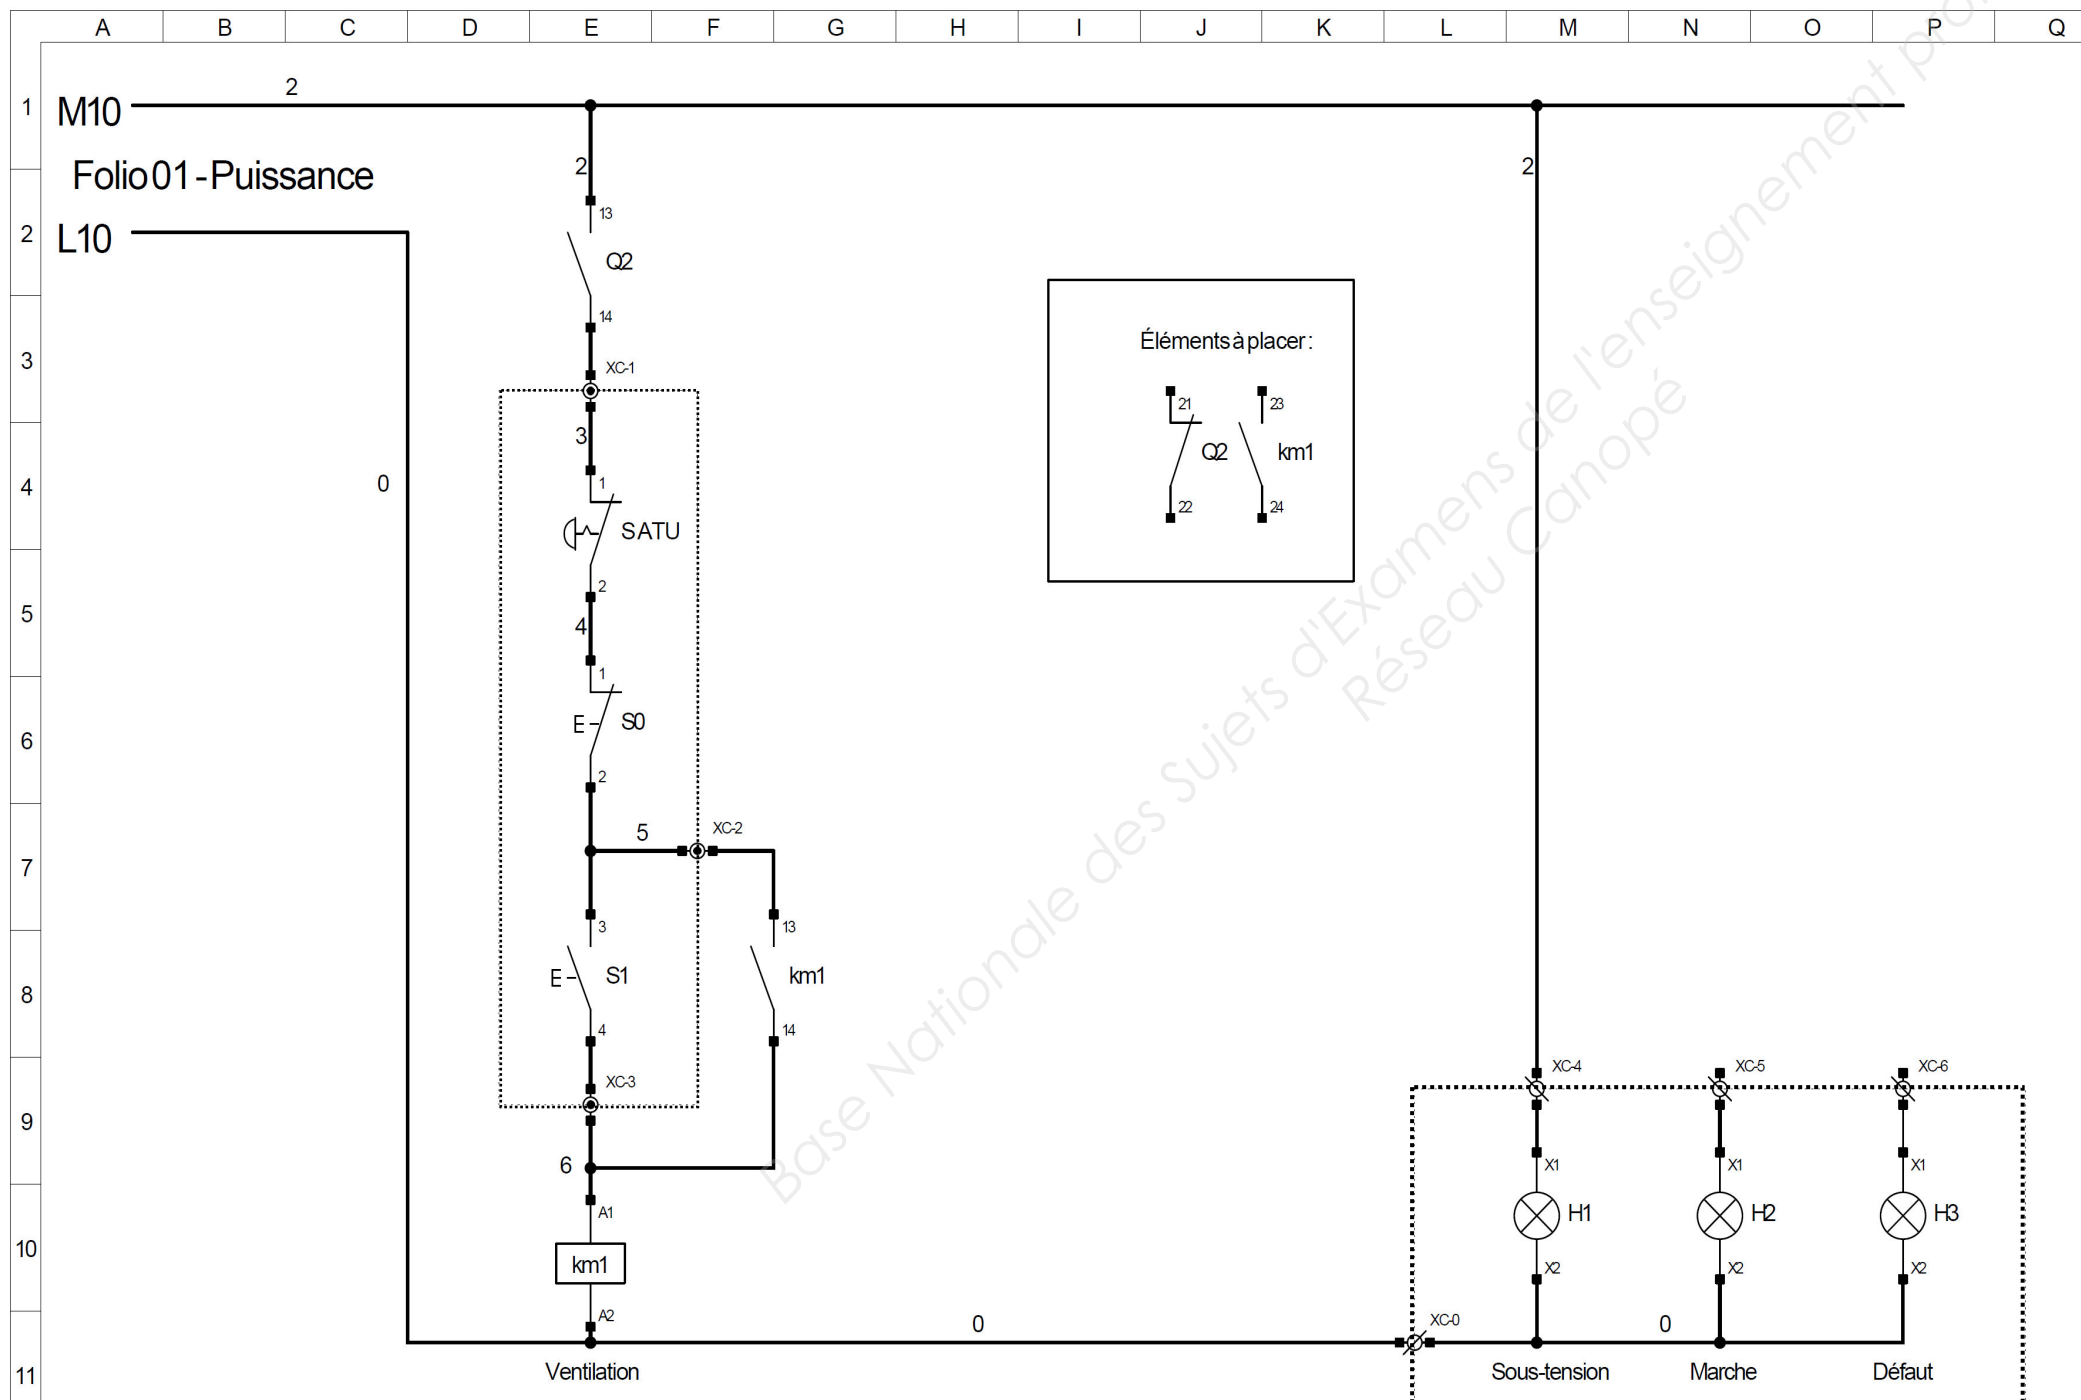 A B C D E F G H I J K L M N O P Q
1 M10 2
Folio 01 - Puissance
2 2
2 L10
13
Q2
14
3 XC-1
Éléments à placer :
21 23
Q2 km1
22 24
3
4 0
1
SATU
2
5 4
1
6 E S0
2
5 XC-2
7
3 13
8 E S1 km1
4 14
XC-3 XC-4 XC-5 XC-6
9
6 X1 X1 X1
A1 H1 H2 H3
10 km1
A2 X2 X2 X2
0 XC-0 0
11 Ventilation Sous-tension Marche Défaut
Base Nationale des Sujets d'Examens de l'enseignement pro
Réseau Canopé